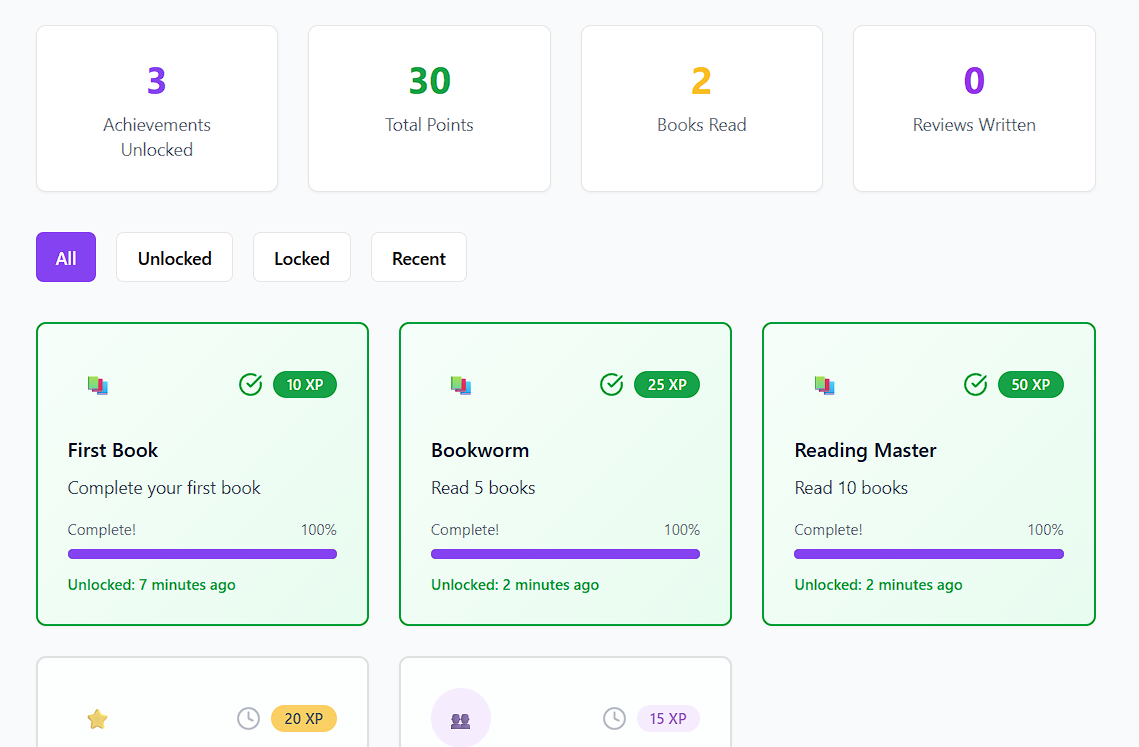 3
Achievements
Unlocked
30
Total Points
2
Books Read
0
Reviews Written
All
Unlocked
Locked
Recent
10 XP
First Book
Complete your first book
Complete! 100%
Unlocked: 7 minutes ago
25 XP
Bookworm
Read 5 books
Complete! 100%
Unlocked: 2 minutes ago
50 XP
Reading Master
Read 10 books
Complete! 100%
Unlocked: 2 minutes ago
20 XP
15 XP